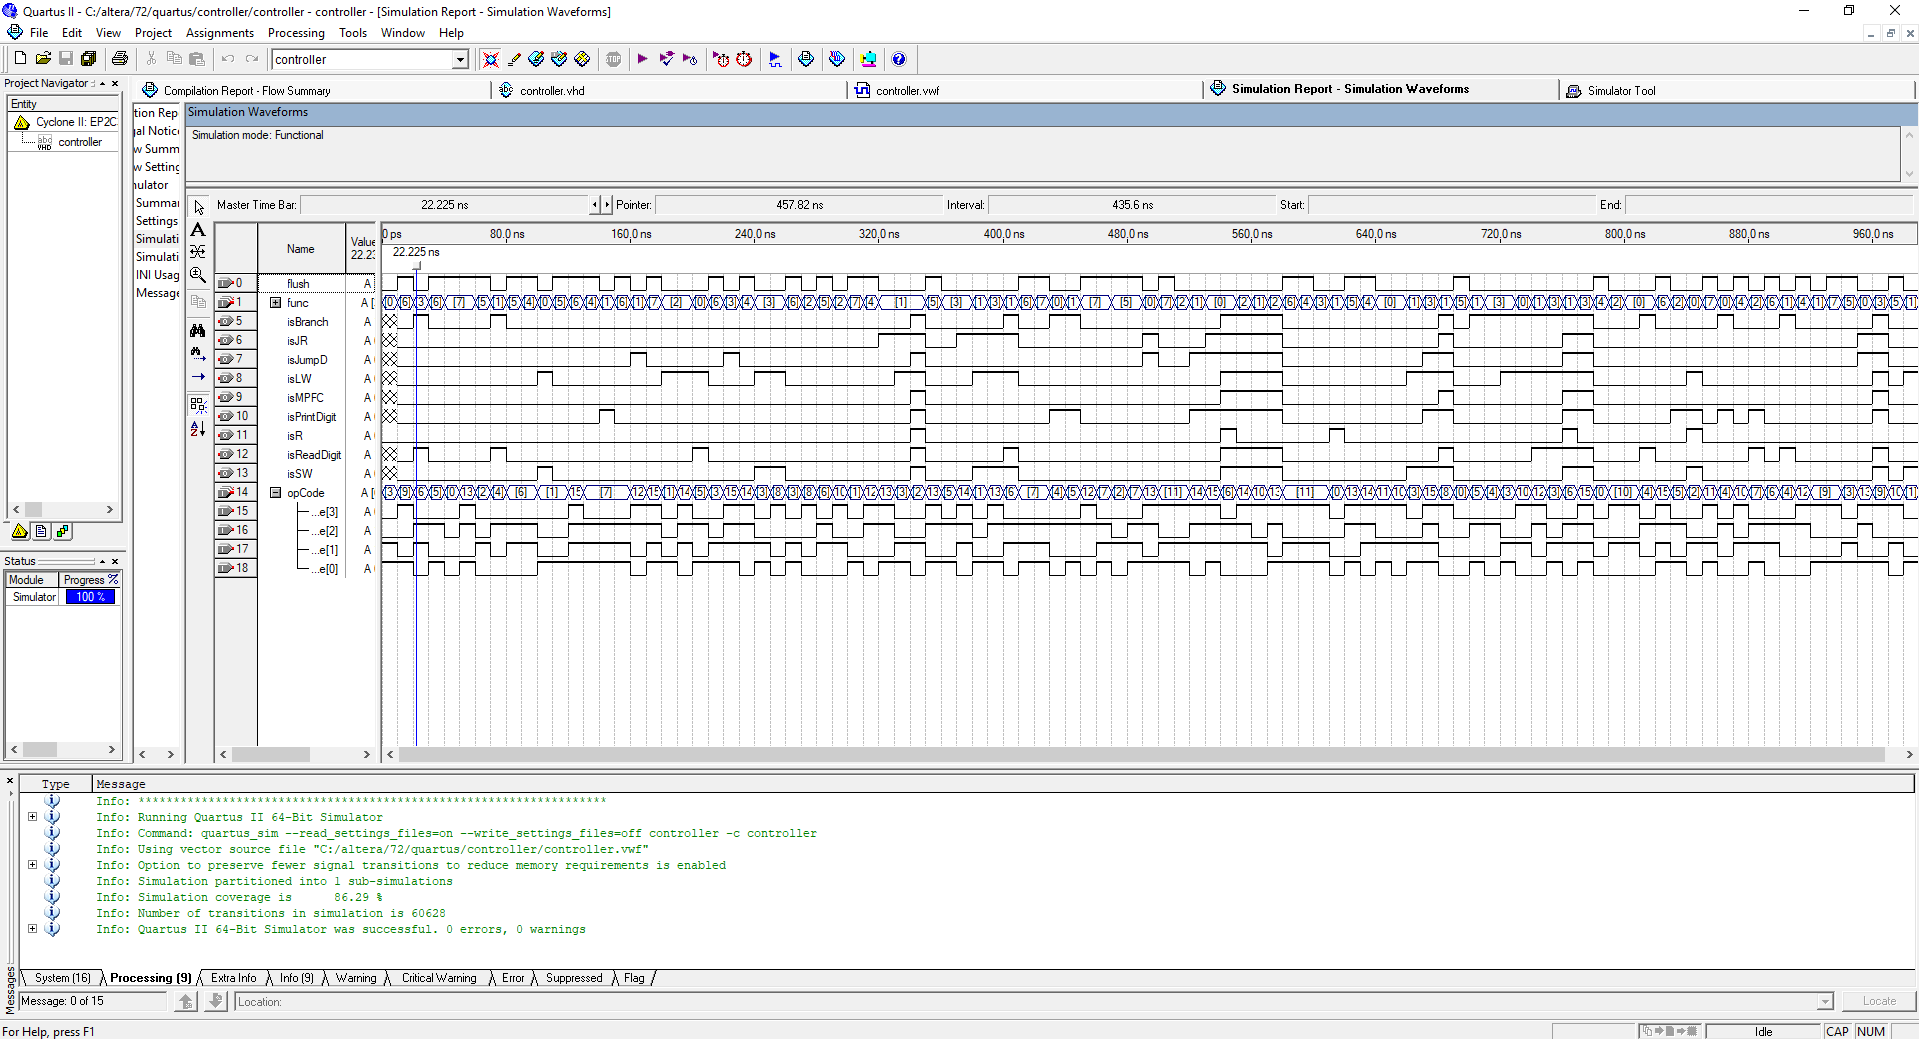 Quartus II - C:/altera/72/quartus/controller/controller - controller - [Simulation Report - Simulation Waveforms]
File Edit View Project Assignments Processing Tools Window Help
controller
Project Navigator
Compilation Report - Flow Summary
controller.vhd
controller.vwf
Simulation Report - Simulation Waveforms
Simulator Tool
Entity
Cyclone II: EP2C
controller
tion Rep
gal Notice
w Summ
w Setting
nulator
Summar
Settings
Simulati
Simulati
INI Usag
Message
Simulation Waveforms
Simulation mode: Functional
Master Time Bar: 22.225 ns Pointer: 457.82 ns Interval: 435.6 ns Start: End:
Name Value 22.23
0 ps 80.0 ns 160.0 ns 240.0 ns 320.0 ns 400.0 ns 480.0 ns 560.0 ns 640.0 ns 720.0 ns 800.0 ns 880.0 ns 960.0 ns
22.225 ns
0 flush A
1 func A [
5 isBranch A
6 isJR A
7 isJumpD A
8 isLW A
9 isMPFC A
10 isPrintDigit A
11 isR A
12 isReadDigit A
13 isSW A
14 opCode A
15 ...e[3] A
16 ...e[2] A
17 ...e[1] A
18 ...e[0] A
Status
Module Progress %
Simulator 100 %
Type Message
Info: *******************************************************************
Info: Running Quartus II 64-Bit Simulator
Info: Command: quartus_sim --read_settings_files=on --write_settings_files=off controller -c controller
Info: Using vector source file "C:/altera/72/quartus/controller/controller.vwf"
Info: Option to preserve fewer signal transitions to reduce memory requirements is enabled
Info: Simulation partitioned into 1 sub-simulations
Info: Simulation coverage is 86.29 %
Info: Number of transitions in simulation is 60628
Info: Quartus II 64-Bit Simulator was successful. 0 errors, 0 warnings
System (16) Processing (9) Extra Info Info (9) Warning Critical Warning Error Suppressed Flag
Messages
Message: 0 of 15
Location:
Locate
For Help, press F1
Idle CAP NUM